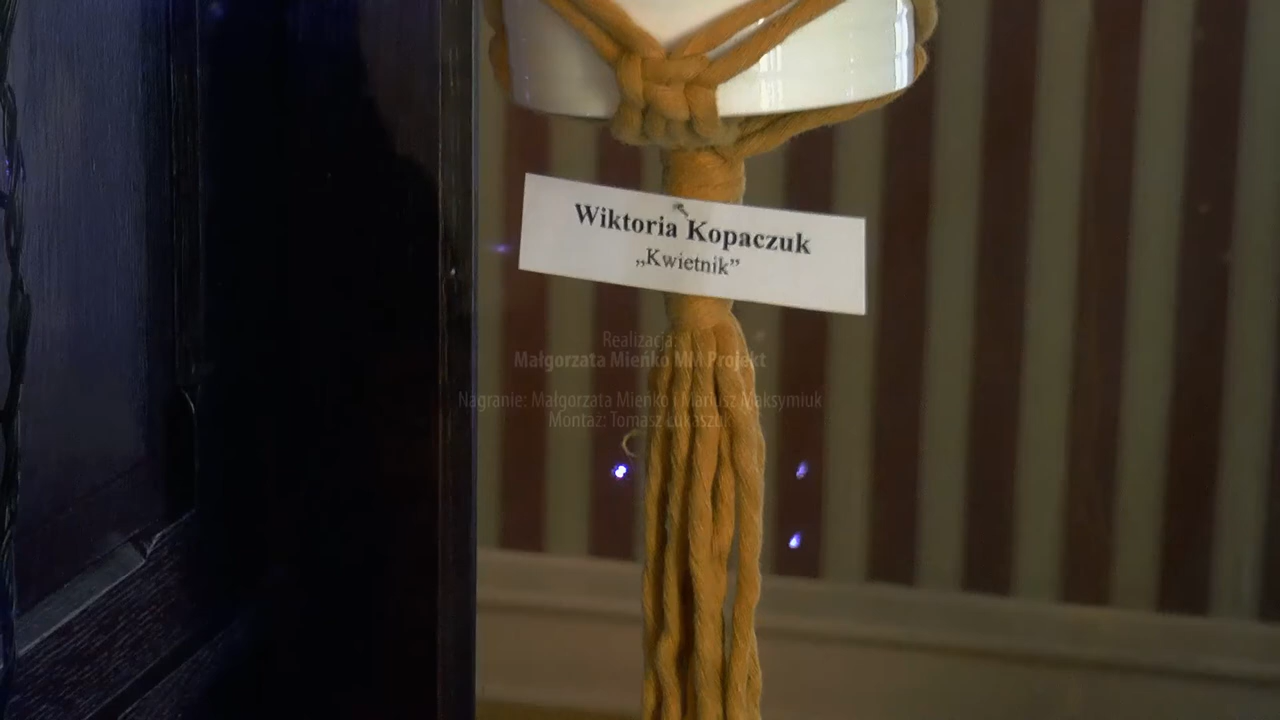 Wiktoria Kopaczuk
„Kwietnik”
Realizacja:
Małgorzata Mieńko MM Projekt
Nagranie: Małgorzata Mieńko i Mariusz Maksymiuk
Montaż: Tomasz Łukaszuk